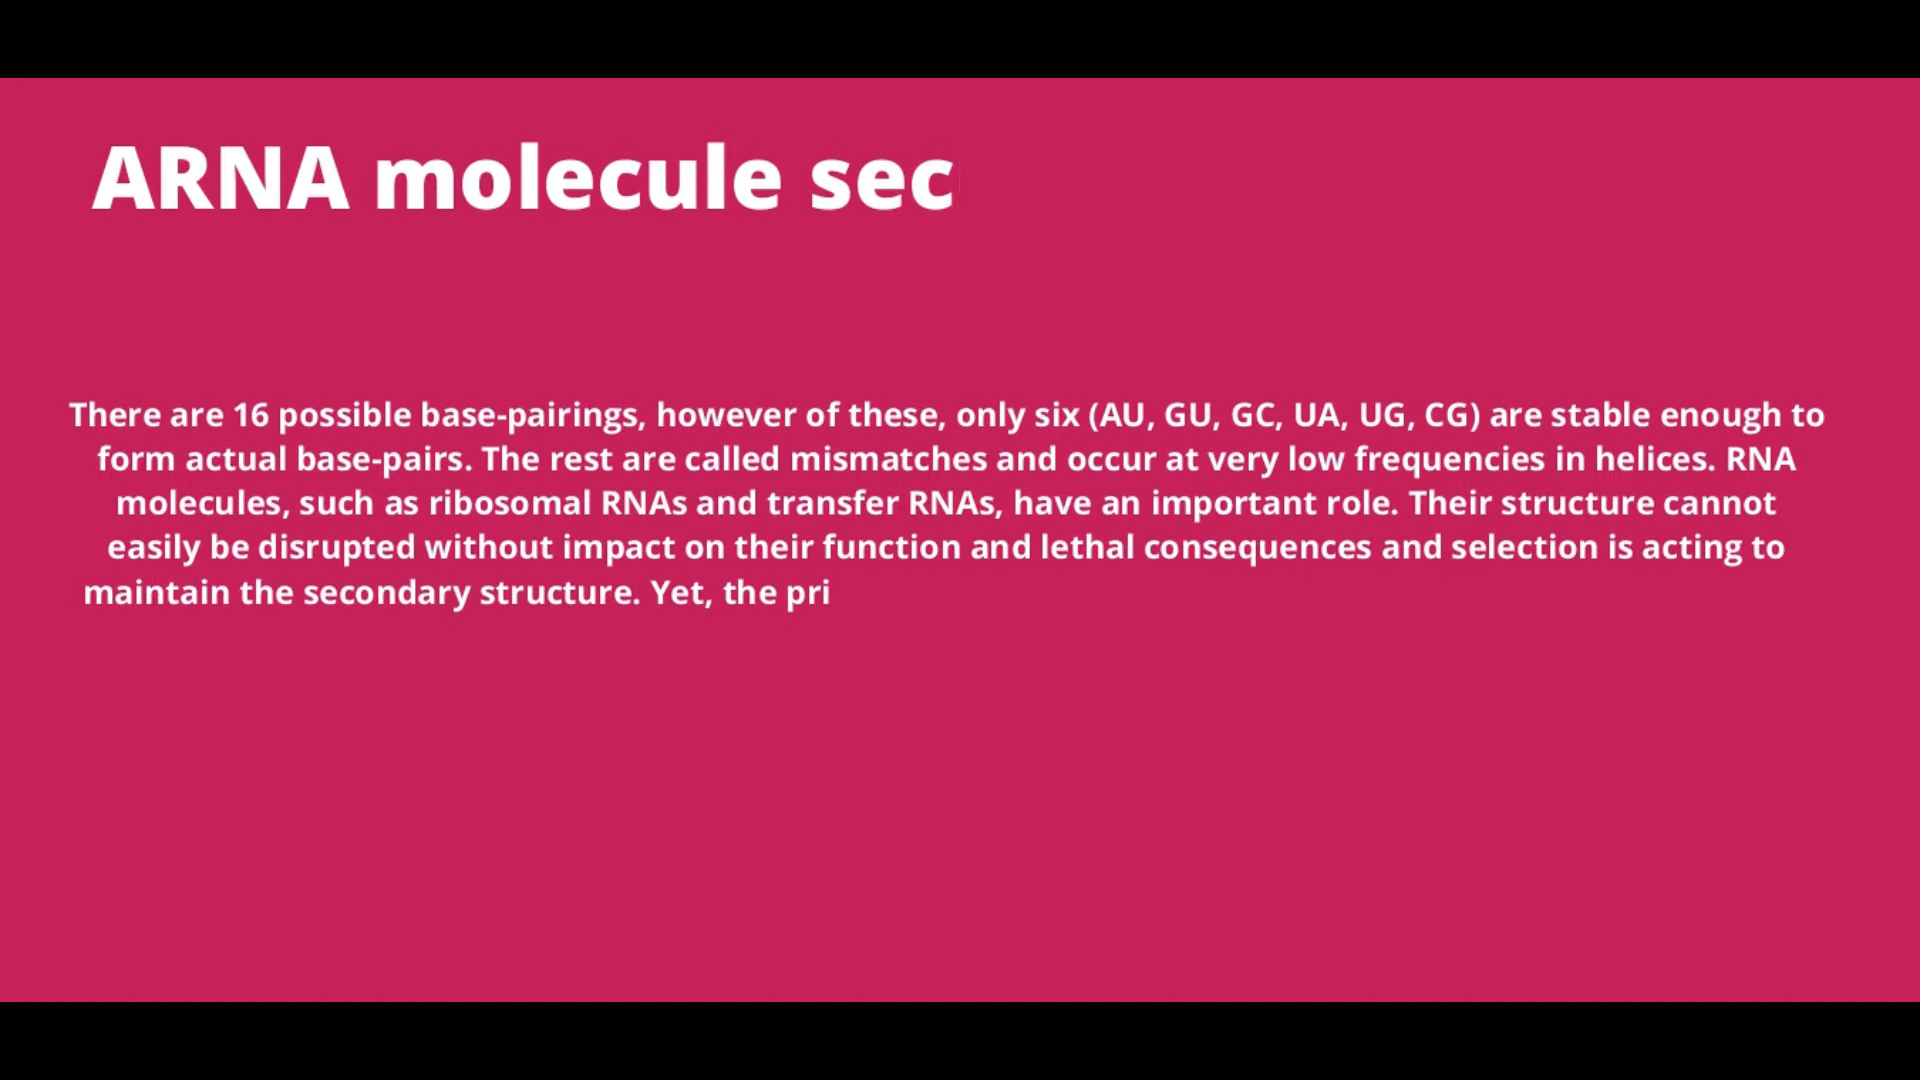 ARNA molecule sec
There are 16 possible base-pairings, however of these, only six (AU, GU, GC, UA, UG, CG) are stable enough to
form actual base-pairs. The rest are called mismatches and occur at very low frequencies in helices. RNA
molecules, such as ribosomal RNAs and transfer RNAs, have an important role. Their structure cannot
easily be disrupted without impact on their function and lethal consequences and selection is acting to
maintain the secondary structure. Yet, the pri